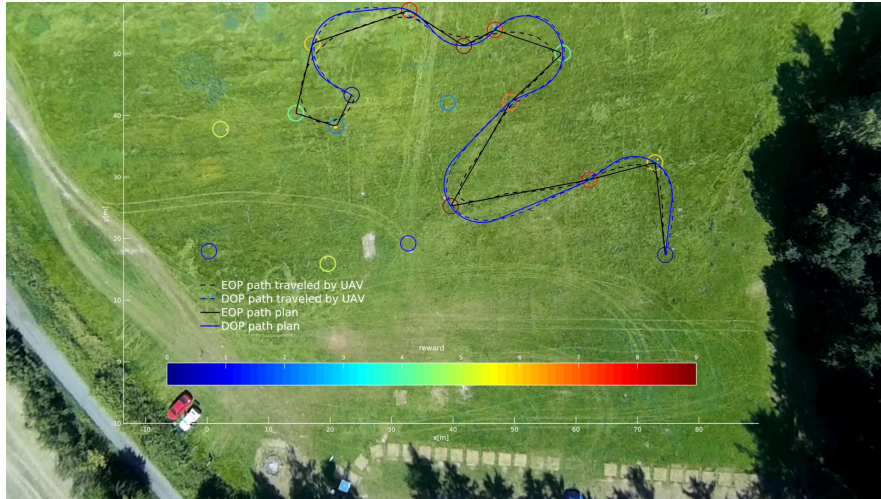 50
40
30
y[m]
20
10
EOP path traveled by UAV
DOP path traveled by UAV
EOP path plan
DOP path plan
0
reward
0 1 2 3 4 5 6 7 8 9
10
-10 0 10 20 30 40 50 60 70 80
x[m]